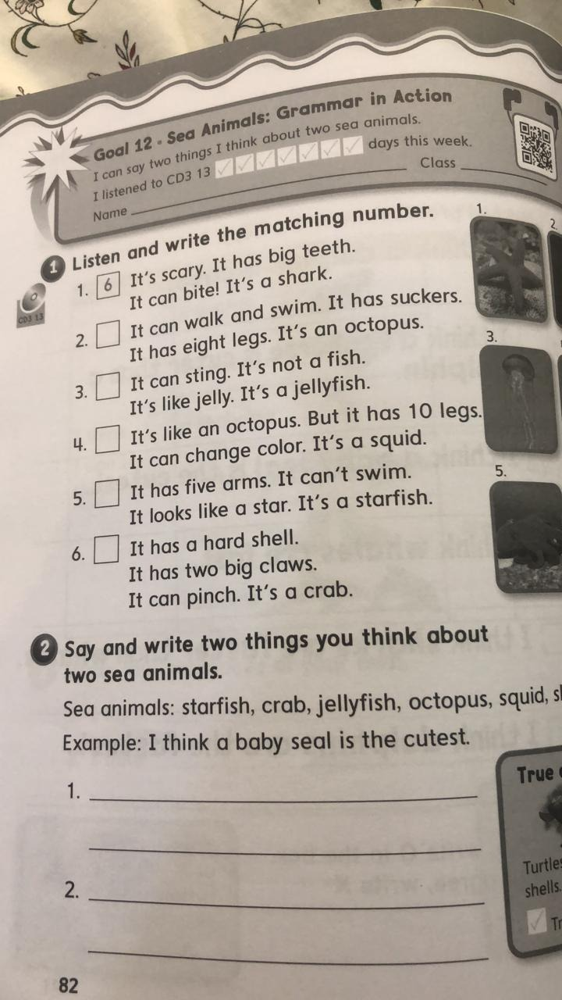 Goal 12 • Sea Animals: Grammar in Action
I can say two things I think about two sea animals.
I listened to CD3 13 ✓ ✓ ✓ ✓ ✓ ✓ ✓ days this week.
Name Class
1 Listen and write the matching number.
CD3 13
1. 6 It's scary. It has big teeth.
It can bite! It's a shark.
2. It can walk and swim. It has suckers.
It has eight legs. It's an octopus.
3. It can sting. It's not a fish.
It's like jelly. It's a jellyfish.
4. It's like an octopus. But it has 10 legs.
It can change color. It's a squid.
5. It has five arms. It can't swim.
It looks like a star. It's a starfish.
6. It has a hard shell.
It has two big claws.
It can pinch. It's a crab.
1.
2.
3.
5.
2 Say and write two things you think about
two sea animals.
Sea animals: starfish, crab, jellyfish, octopus, squid,
Example: I think a baby seal is the cutest.
1.
2.
True
Turtles
shells.
✓
82